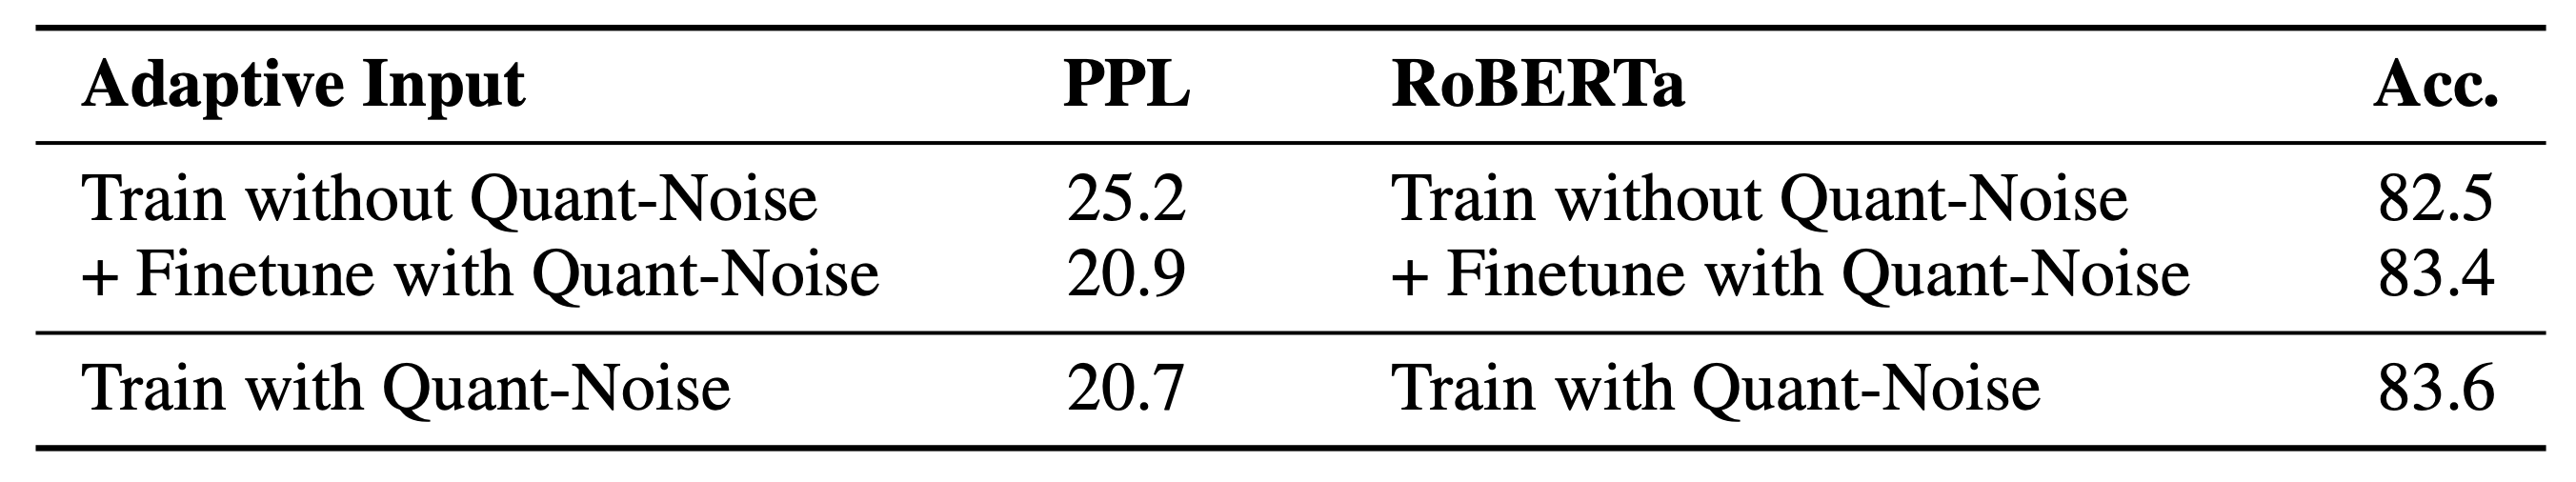 Adaptive Input PPL RoBERTa Acc.
Train without Quant-Noise 25.2 Train without Quant-Noise 82.5
+ Finetune with Quant-Noise 20.9 + Finetune with Quant-Noise 83.4
Train with Quant-Noise 20.7 Train with Quant-Noise 83.6